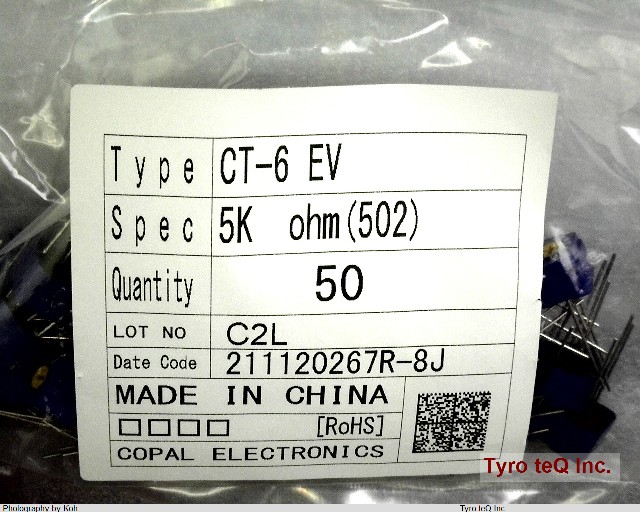 Type CT-6 EV
Spec 5K ohm(502)
Quantity 50
LOT NO C2L
Date Code 211120267R-8J
MADE IN CHINA
□□□□ [RoHS]
COPAL ELECTRONICS
Tyro teQ Inc.
Photography by Koh Tyro teQ Inc